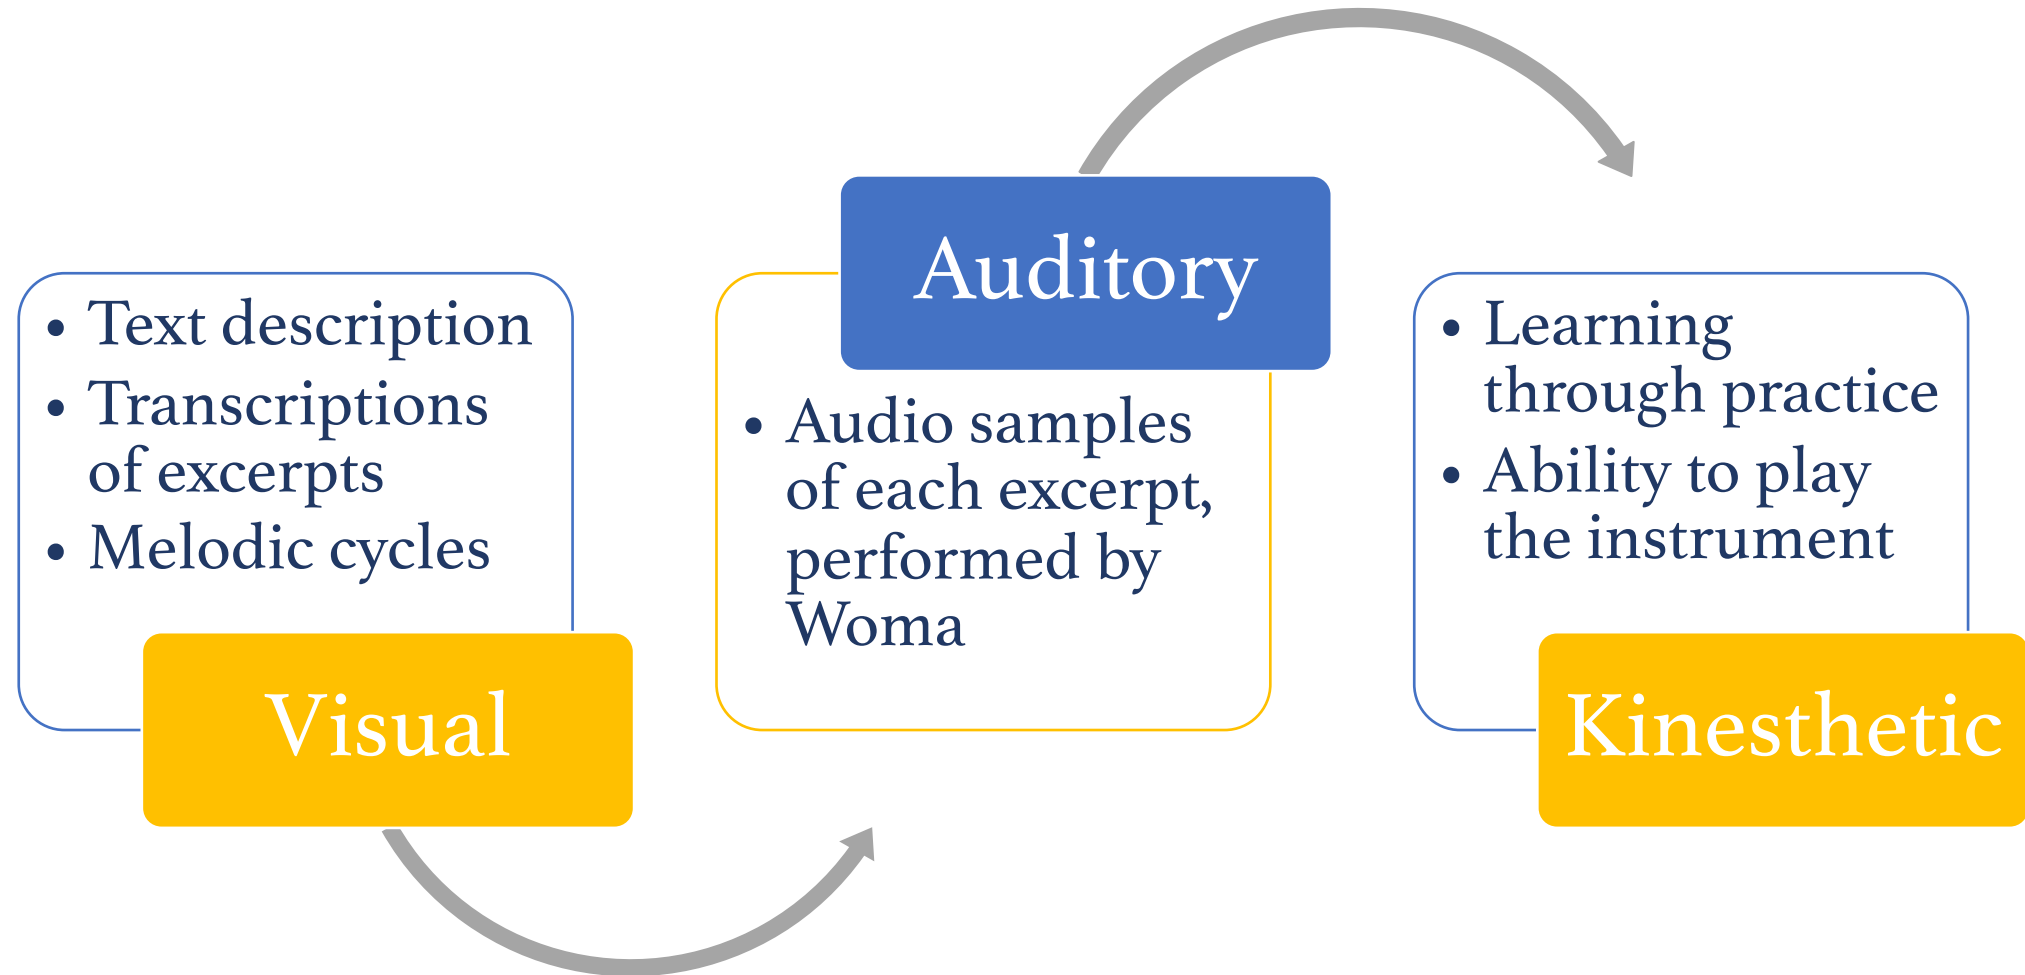 • Text description
• Transcriptions
of excerpts
• Melodic cycles
Visual
Auditory
• Audio samples
of each excerpt,
performed by
Woma
• Learning
through practice
• Ability to play
the instrument
Kinesthetic